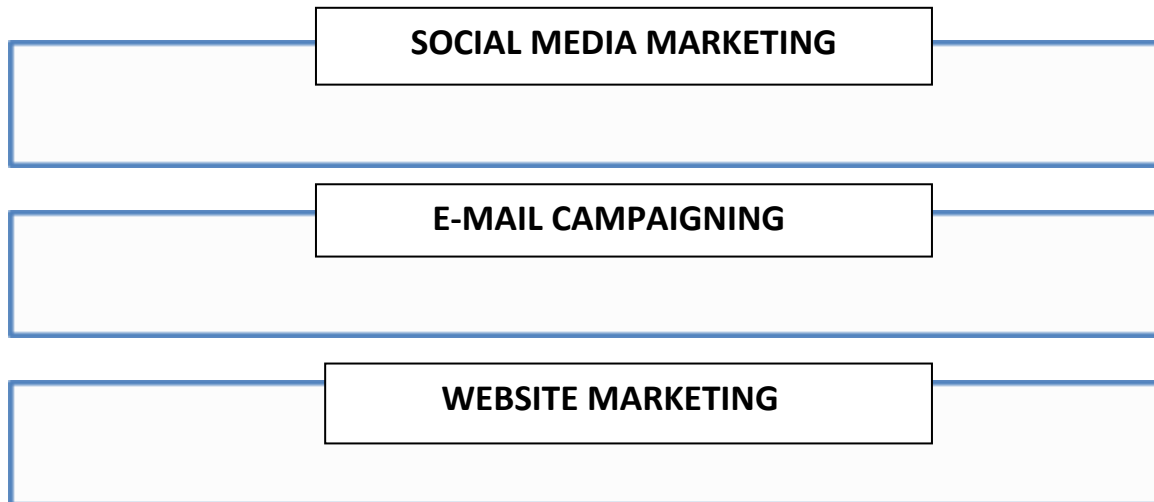 SOCIAL MEDIA MARKETING
E-MAIL CAMPAIGNING
WEBSITE MARKETING